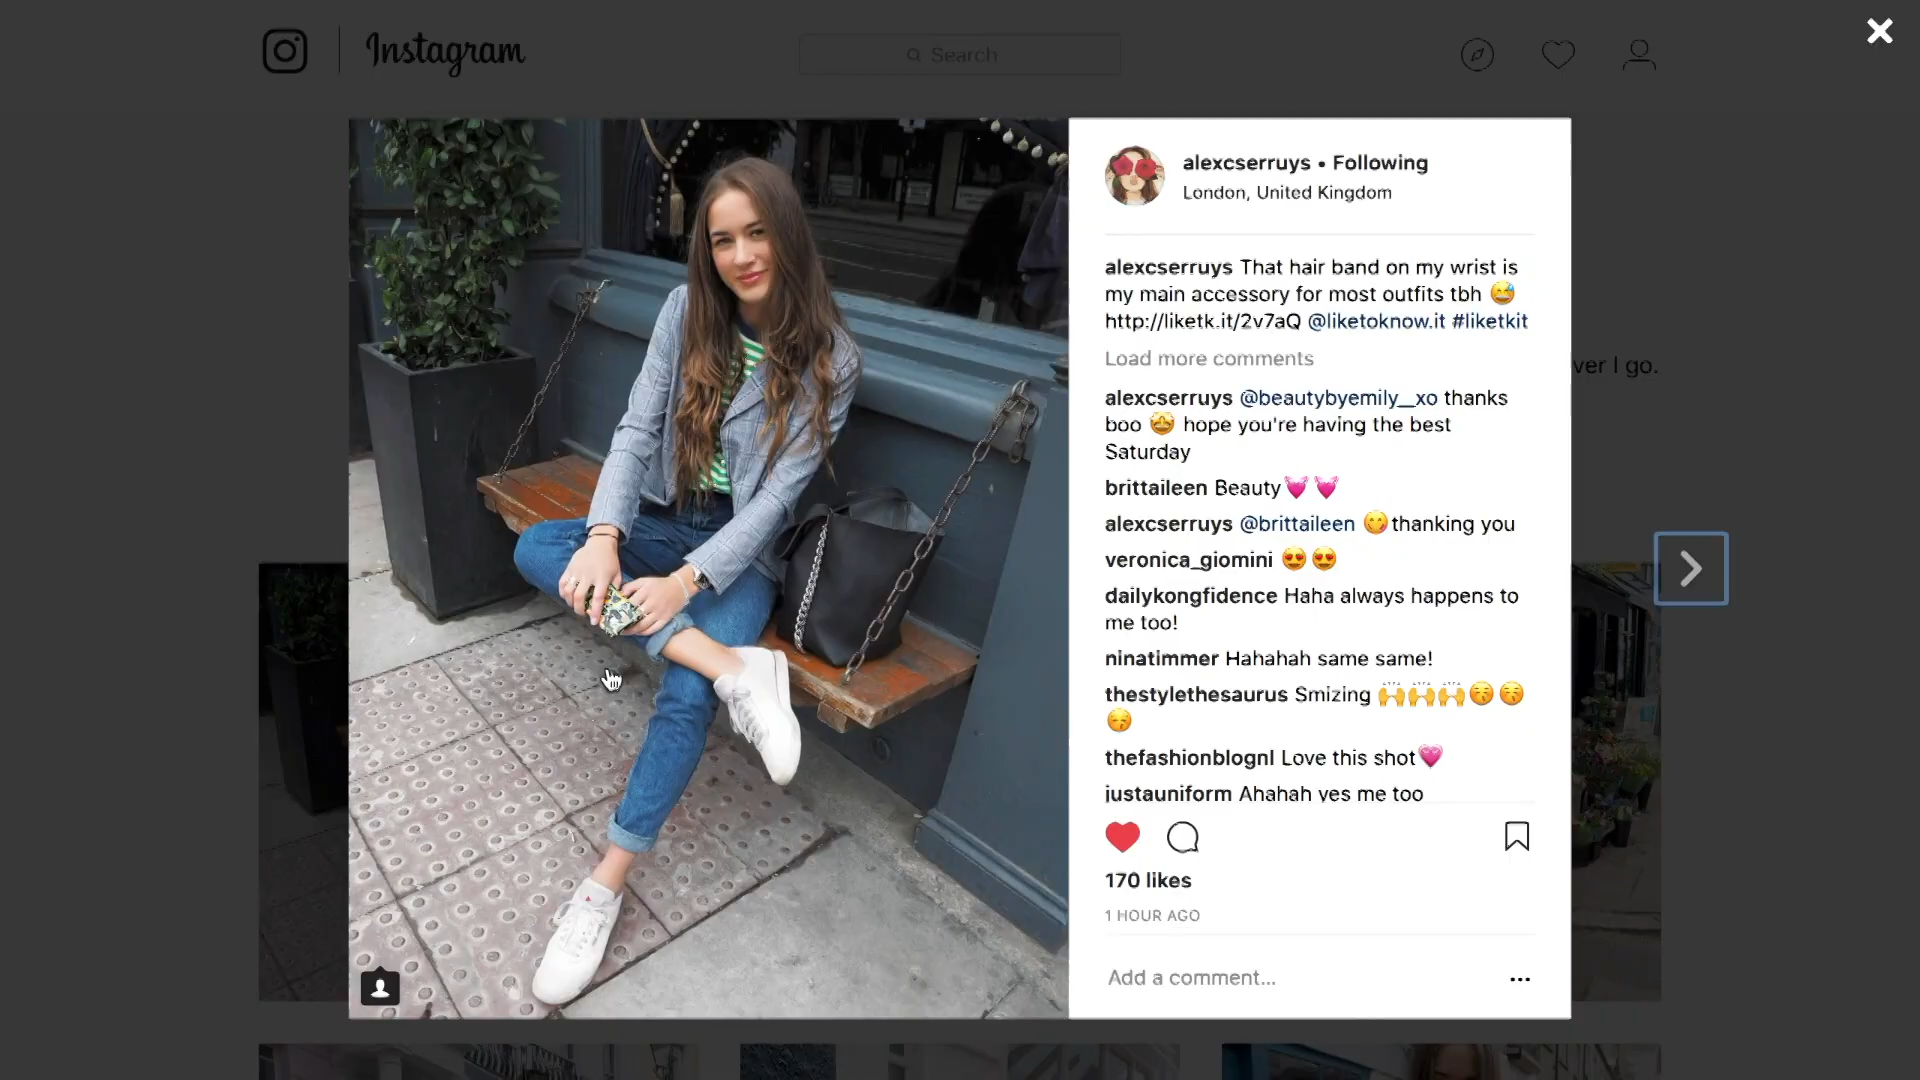 Instagram
Search
alexcserruys • Following
London, United Kingdom
alexcserruys That hair band on my wrist is
my main accessory for most outfits tbh 😅
http://liketk.it/2v7aQ @liketoknow.it #liketkit
ver I go.
Load more comments
alexcserruys @beautybyemily__xo thanks
boo 🤩 hope you're having the best
Saturday
brittaileen Beauty💓💓
alexcserruys @brittaileen 😋thanking you
veronica_giomini 😍😍
dailykongfidence Haha always happens to
me too!
ninatimmer Hahahah same same!
thestylethesaurus Smizing 🙌🙌🙌😚😚
😚
thefashionblognl Love this shot💗
justauniform Ahahah yes me too
170 likes
1 HOUR AGO
Add a comment...